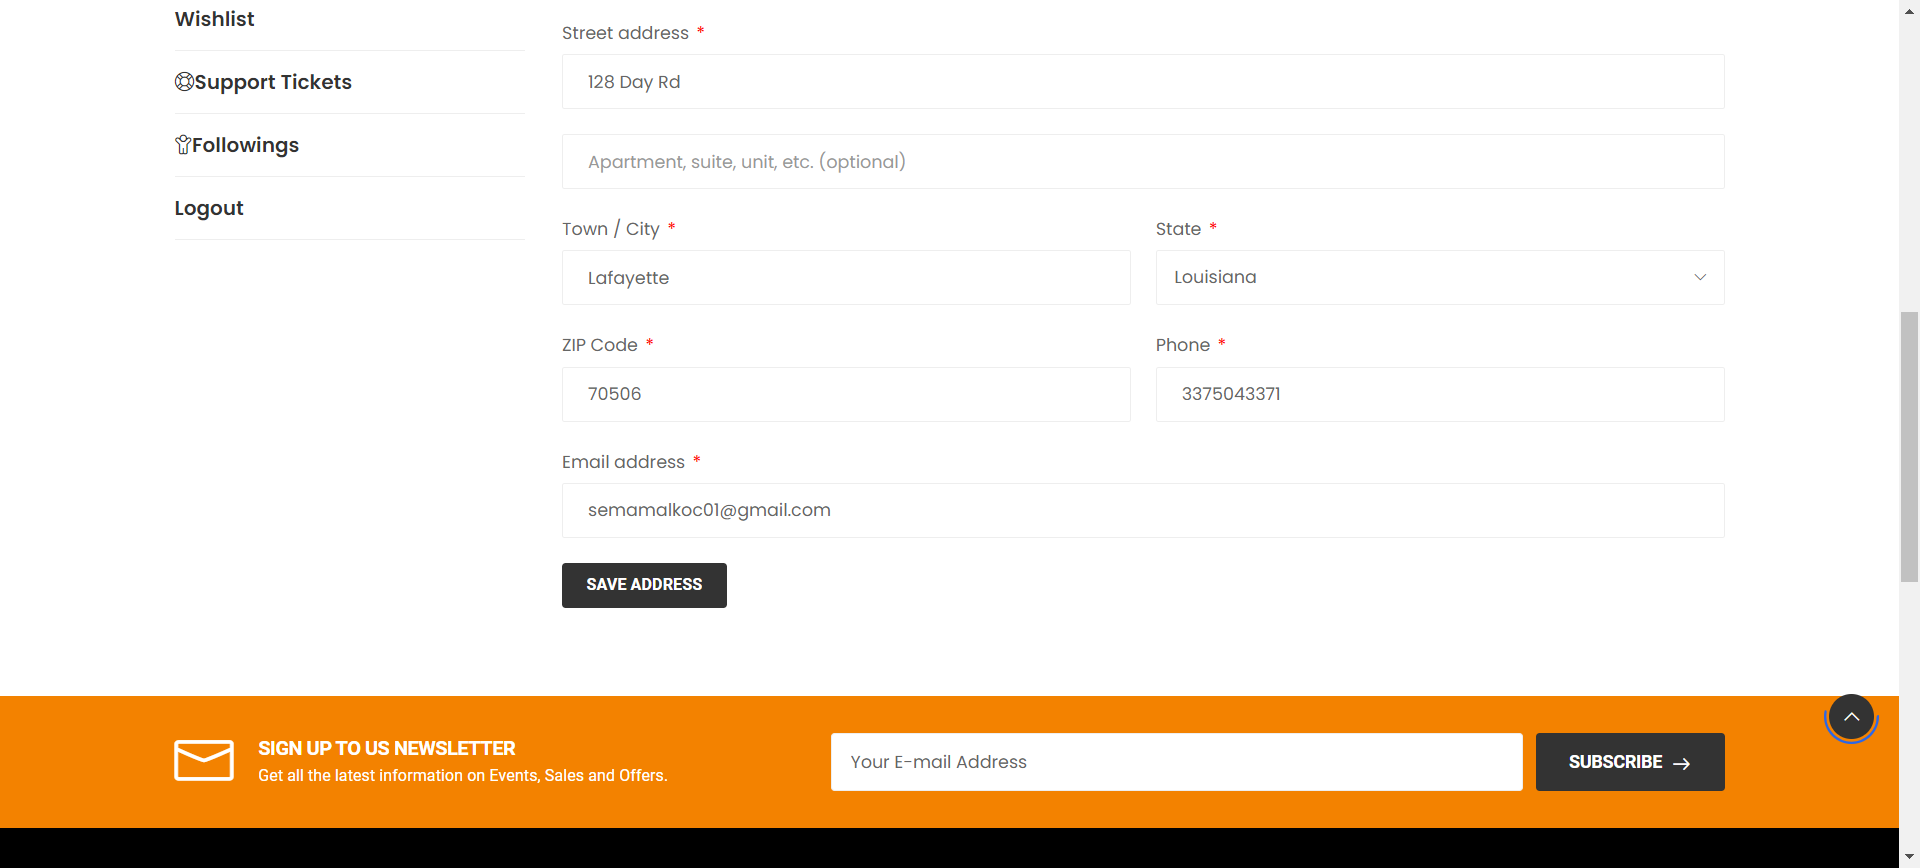 Wishlist
Support Tickets
Followings
Logout
Street address *
128 Day Rd
Apartment, suite, unit, etc. (optional)
Town / City *
State *
Lafayette
Louisiana
ZIP Code *
Phone *
70506
3375043371
Email address *
semamalkoc01@gmail.com
SAVE ADDRESS
SIGN UP TO US NEWSLETTER
Get all the latest information on Events, Sales and Offers.
Your E-mail Address
SUBSCRIBE